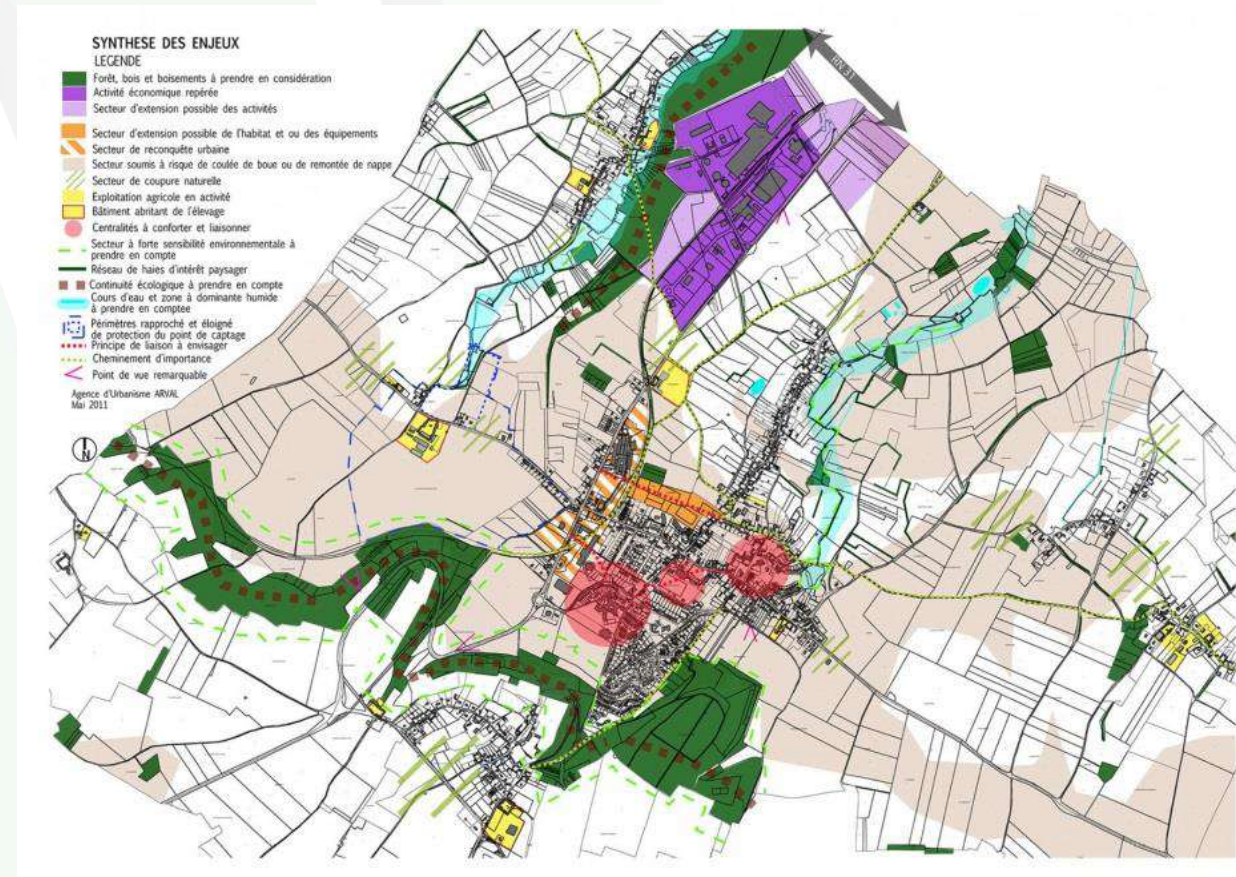 SYNTHESE DES ENJEUX
LEGENDE
Forêt, bois et boisements à prendre en considération
Activité économique repérée
Secteur d'extension possible des activités
Secteur d'extension possible de l'habitat et ou des équipements
Secteur de reconquête urbaine
Secteur soumis à risque de coulée de boue ou de remontée de nappe
Secteur de coupure naturelle
Exploitation agricole en activité
Bâtiment abritant de l'élevage
Centralités à conforter et liaisonner
Secteur à forte sensibilité environnementale à
prendre en compte
Réseau de haies d'intérêt paysager
Continuité écologique à prendre en compte
Cours d'eau et zone à dominante humide
à prendre en comptee
Périmètres rapproché et éloigné
de protection du point de captage
Principe de liaison à envisager
Cheminement d'importance
Point de vue remarquable
Agence d'Urbanisme ARVAL
Mai 2011
N
RN 31